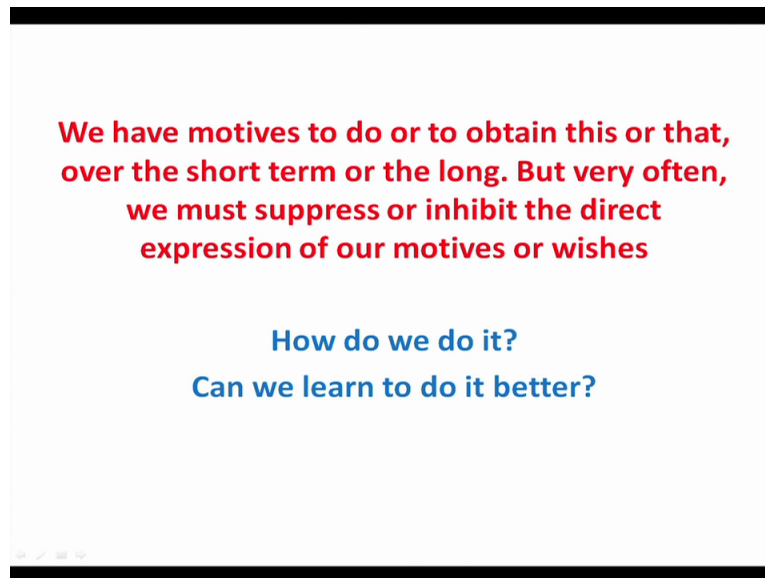 We have motives to do or to obtain this or that,
over the short term or the long. But very often,
we must suppress or inhibit the direct
expression of our motives or wishes
How do we do it?
Can we learn to do it better?